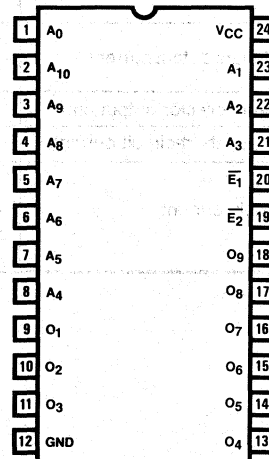 1 A0 VCC 24
2 A10 A1 23
3 A9 A2 22
4 A8 A3 21
5 A7 E1 20
6 A6 E2 19
7 A5 O9 18
8 A4 O8 17
9 O1 O7 16
10 O2 O6 15
11 O3 O5 14
12 GND O4 13